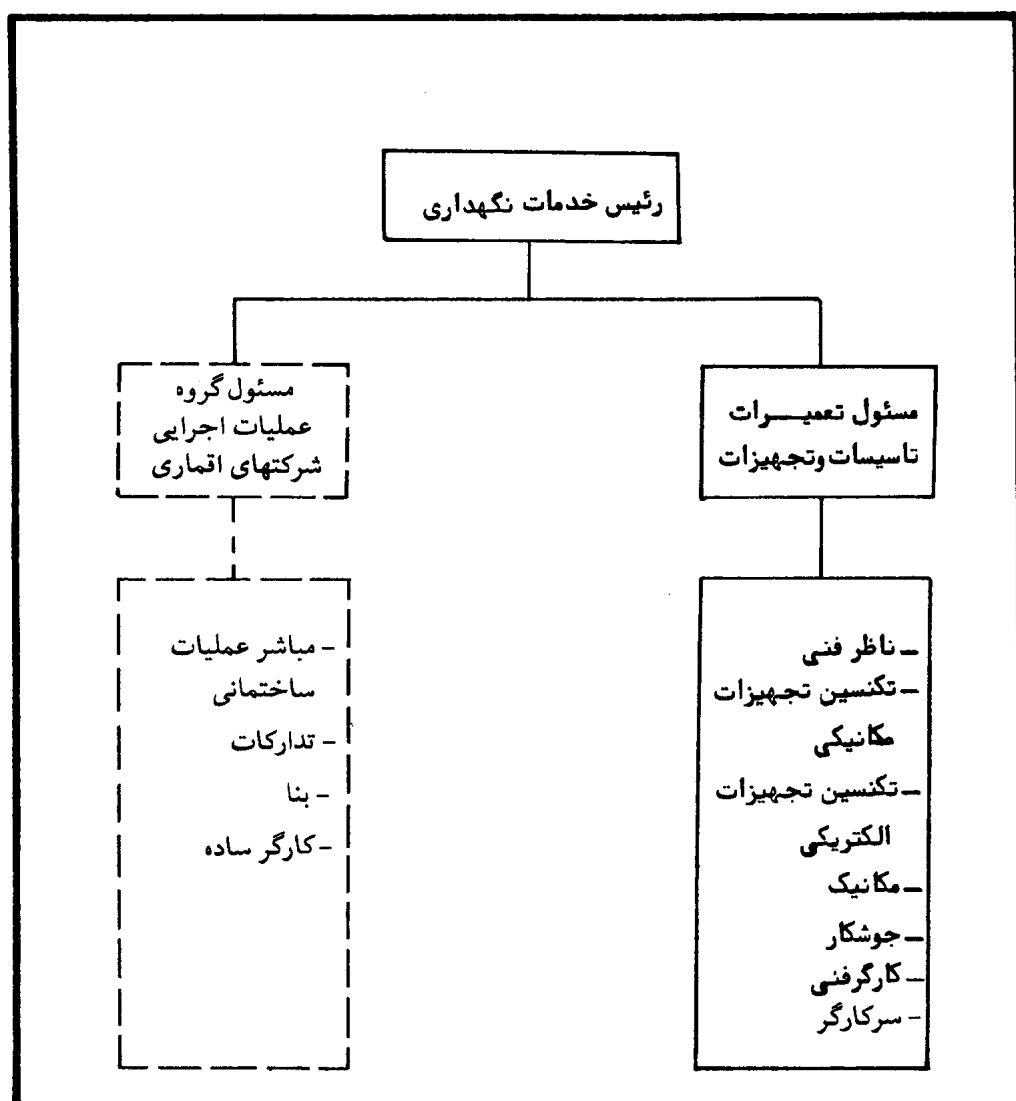 رئیس خدمات نگهداری
مسئول تعمیـــرات
تاسیسات وتجهیزات
– ناظر فنی
– تکنسین تجهیزات
مکانیکی
– تکنسین تجهیزات
الکتریکی
– مکانیک
– جوشکار
– کارگرفنی
– سرکارگر
مسئول گروه
عملیات اجرایی
شرکتهای اقماری
– مباشر عملیات
ساختمانی
– تدارکات
– بنا
– کارگر ساده